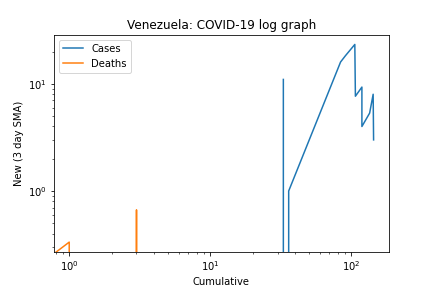 Venezuela: COVID-19 log graph
Cases
Deaths
New (3 day SMA)
10¹
10⁰
10⁰
10¹
10²
Cumulative